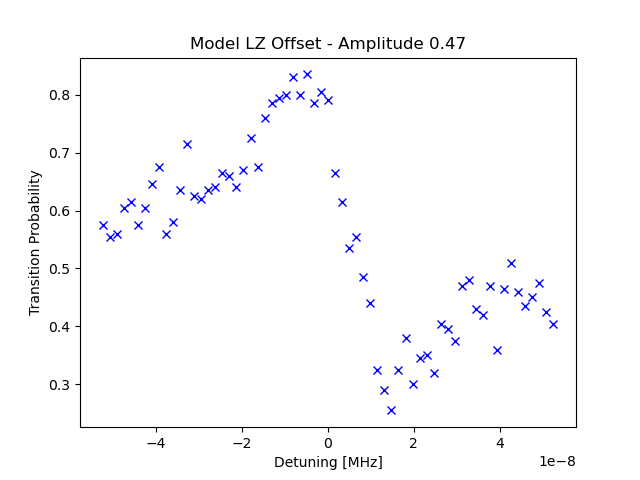 Model LZ Offset - Amplitude 0.47
Transition Probability
0.8
0.7
0.6
0.5
0.4
0.3
−4
−2
0
2
4
1e−8
Detuning [MHz]